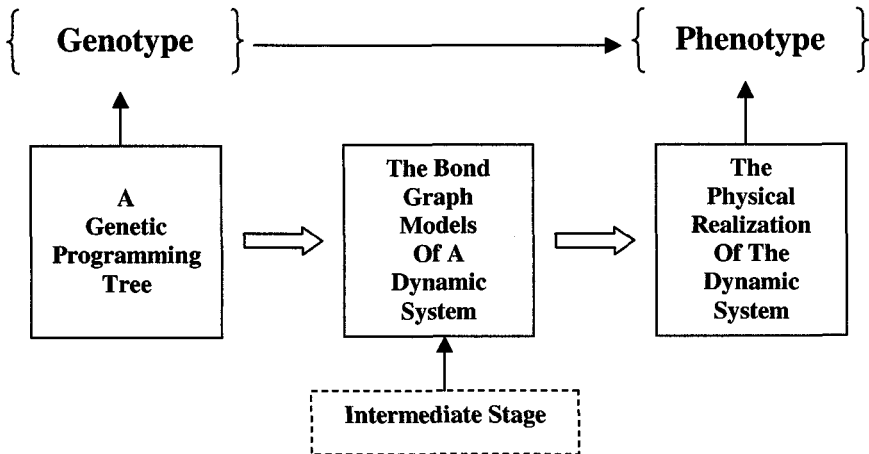 { Genotype }
{ Phenotype }
A
Genetic
Programming
Tree
The Bond
Graph
Models
Of A
Dynamic
System
The
Physical
Realization
Of The
Dynamic
System
Intermediate Stage